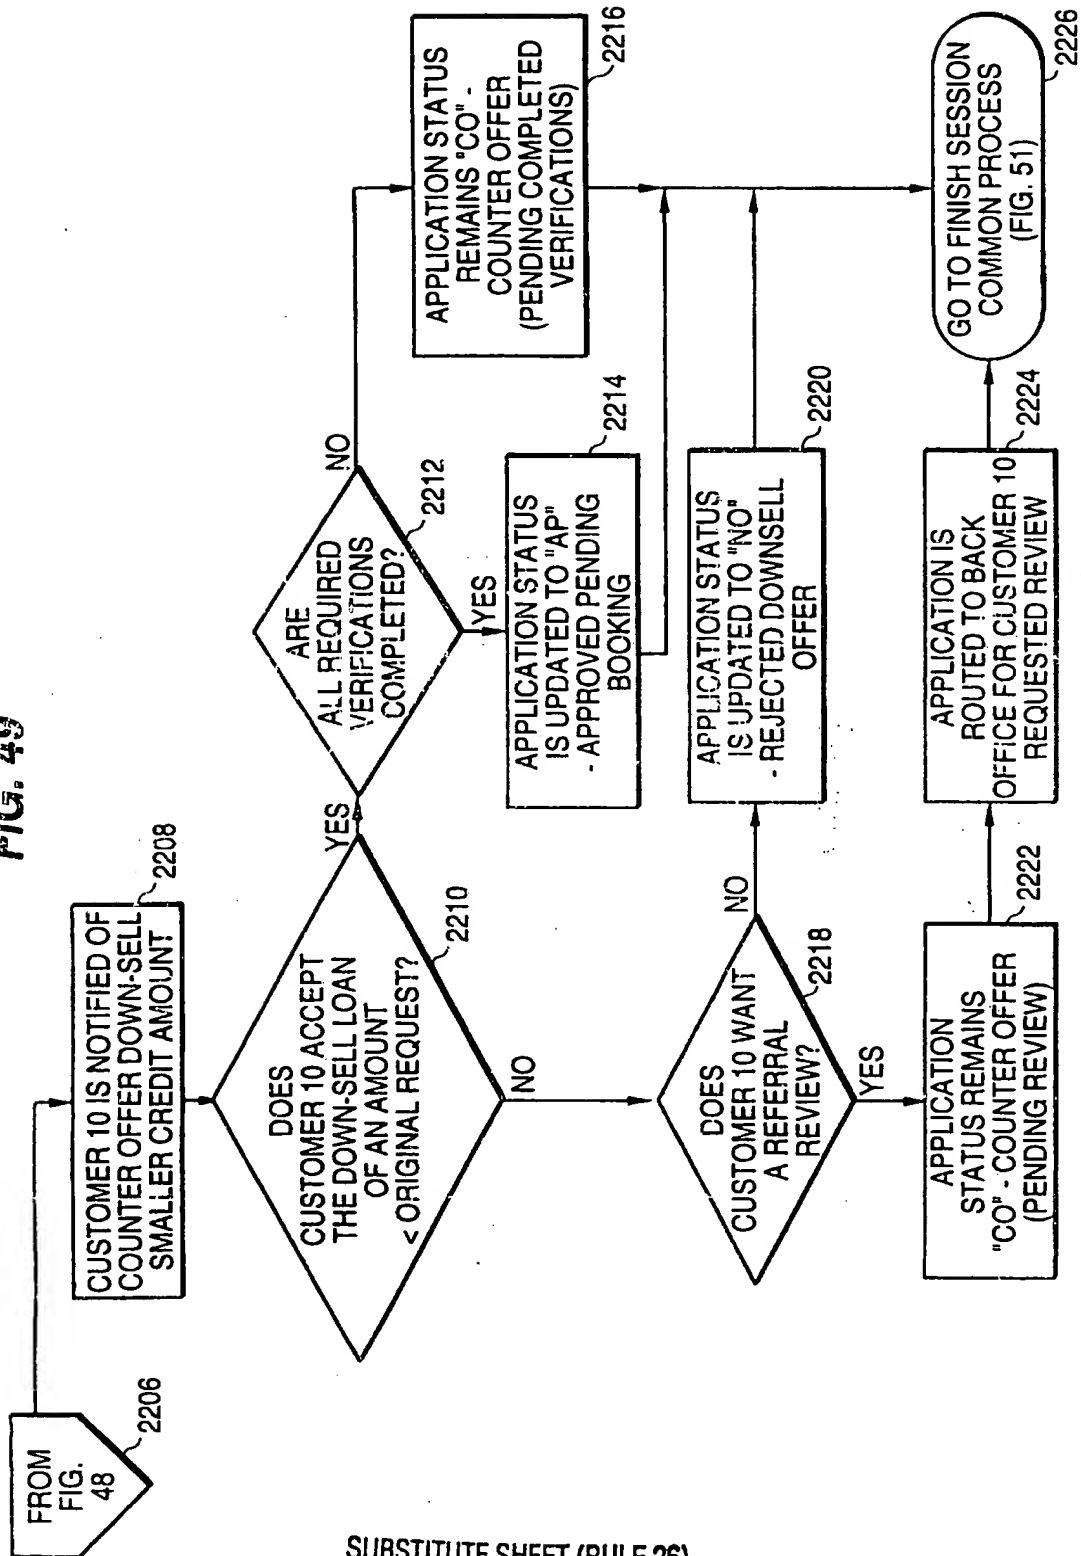 FIG. 49
FROM
FIG.
48
2206
CUSTOMER 10 IS NOTIFIED OF
COUNTER OFFER DOWN-SELL
SMALLER CREDIT AMOUNT
2208
DOES
CUSTOMER 10 ACCEPT
THE DOWN-SELL LOAN
OF AN AMOUNT
< ORIGINAL REQUEST?
2210
YES
NO
ARE
ALL REQUIRED
VERIFICATIONS
COMPLETED?
2212
NO
YES
APPLICATION STATUS
IS UPDATED TO "AP"
- APPROVED PENDING
BOOKING
2214
APPLICATION STATUS
REMAINS "CO" -
COUNTER OFFER
(PENDING COMPLETED
VERIFICATIONS)
2216
DOES
CUSTOMER 10 WANT
A REFERRAL
REVIEW?
2218
NO
YES
APPLICATION STATUS
IS UPDATED TO "NO"
- REJECTED DOWNSELL
OFFER
2220
APPLICATION
STATUS REMAINS
"CO" - COUNTER OFFER
(PENDING REVIEW)
2222
APPLICATION IS
ROUTED TO BACK
OFFICE FOR CUSTOMER 10
REQUESTED REVIEW
2224
GO TO FINISH SESSION
COMMON PROCESS
(FIG. 51)
2226
SUBSTITUTE SHEET (RULE 26)